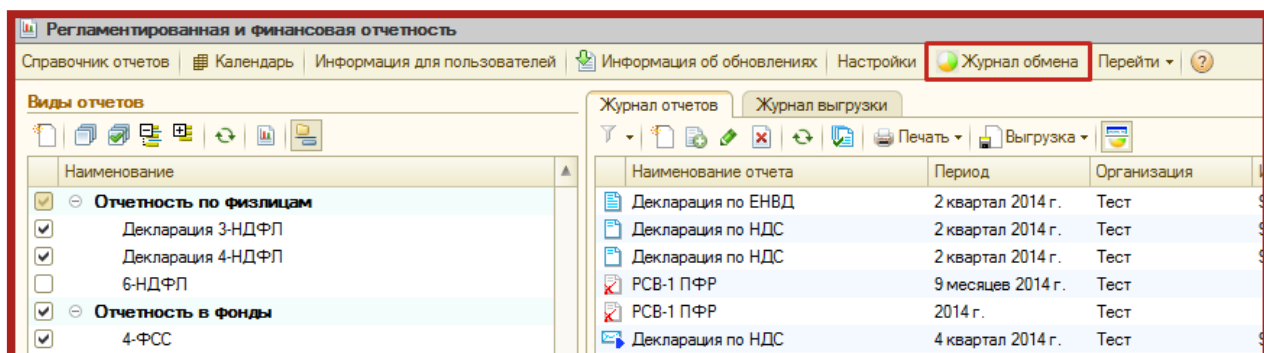 Регламентированная и финансовая отчетность
Справочник отчетов Календарь Информация для пользователей Информация об обновлениях Настройки Журнал обмена Перейти ?
Виды отчетов
Наименование
Отчетность по физлицам
Декларация 3-НДФЛ
Декларация 4-НДФЛ
6-НДФЛ
Отчетность в фонды
4-ФСС
Журнал отчетов Журнал выгрузки
Печать Выгрузка
Наименование отчета Период Организация
Декларация по ЕНВД 2 квартал 2014 г. Тест
Декларация по НДС 2 квартал 2014 г. Тест
Декларация по НДС 2 квартал 2014 г. Тест
РСВ-1 ПФР 9 месяцев 2014 г. Тест
РСВ-1 ПФР 2014 г. Тест
Декларация по НДС 4 квартал 2014 г. Тест